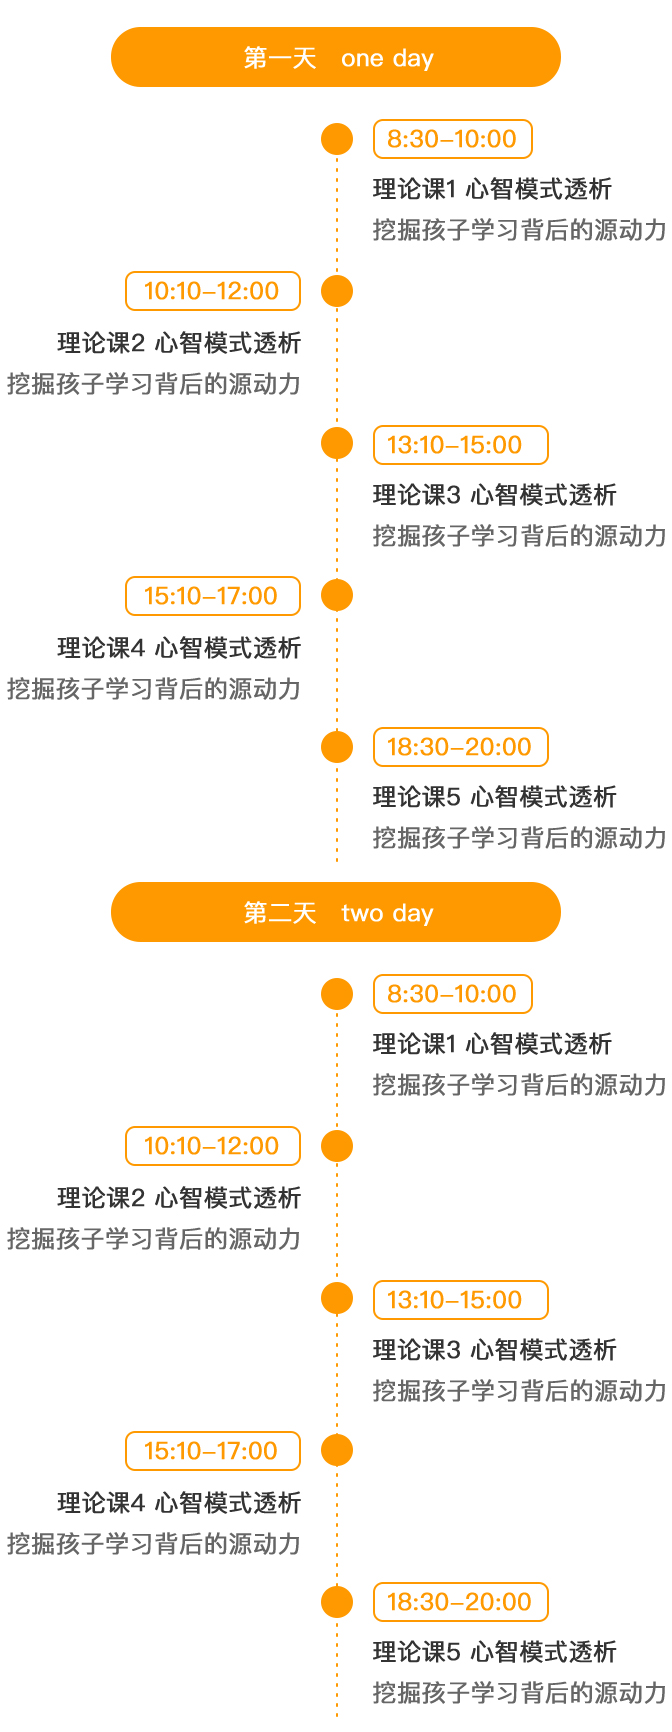 第一天 one day
8:30-10:00
理论课1 心智模式透析
挖掘孩子学习背后的源动力
10:10-12:00
理论课2 心智模式透析
挖掘孩子学习背后的源动力
13:10-15:00
理论课3 心智模式透析
挖掘孩子学习背后的源动力
15:10-17:00
理论课4 心智模式透析
挖掘孩子学习背后的源动力
18:30-20:00
理论课5 心智模式透析
挖掘孩子学习背后的源动力
第二天 two day
8:30-10:00
理论课1 心智模式透析
挖掘孩子学习背后的源动力
10:10-12:00
理论课2 心智模式透析
挖掘孩子学习背后的源动力
13:10-15:00
理论课3 心智模式透析
挖掘孩子学习背后的源动力
15:10-17:00
理论课4 心智模式透析
挖掘孩子学习背后的源动力
18:30-20:00
理论课5 心智模式透析
挖掘孩子学习背后的源动力